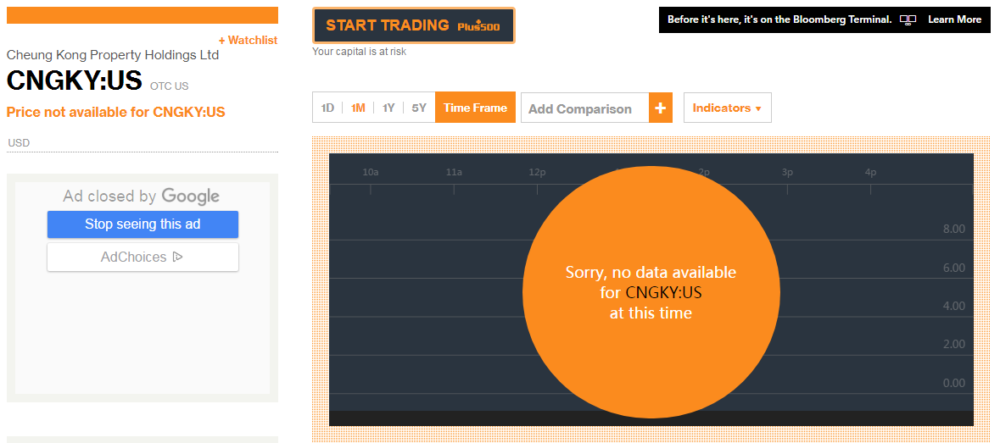 + Watchlist
Cheung Kong Property Holdings Ltd
CNGKY:US OTC US
Price not available for CNGKY:US
USD
Ad closed by Google
Stop seeing this ad
AdChoices
START TRADING Plus500
Your capital is at risk
Before it's here, it's on the Bloomberg Terminal. Learn More
1D 1M 1Y 5Y Time Frame Add Comparison + Indicators
10a 11a 12p 2p 3p 4p
8.00
6.00
4.00
2.00
0.00
Sorry, no data available
for CNGKY:US
at this time